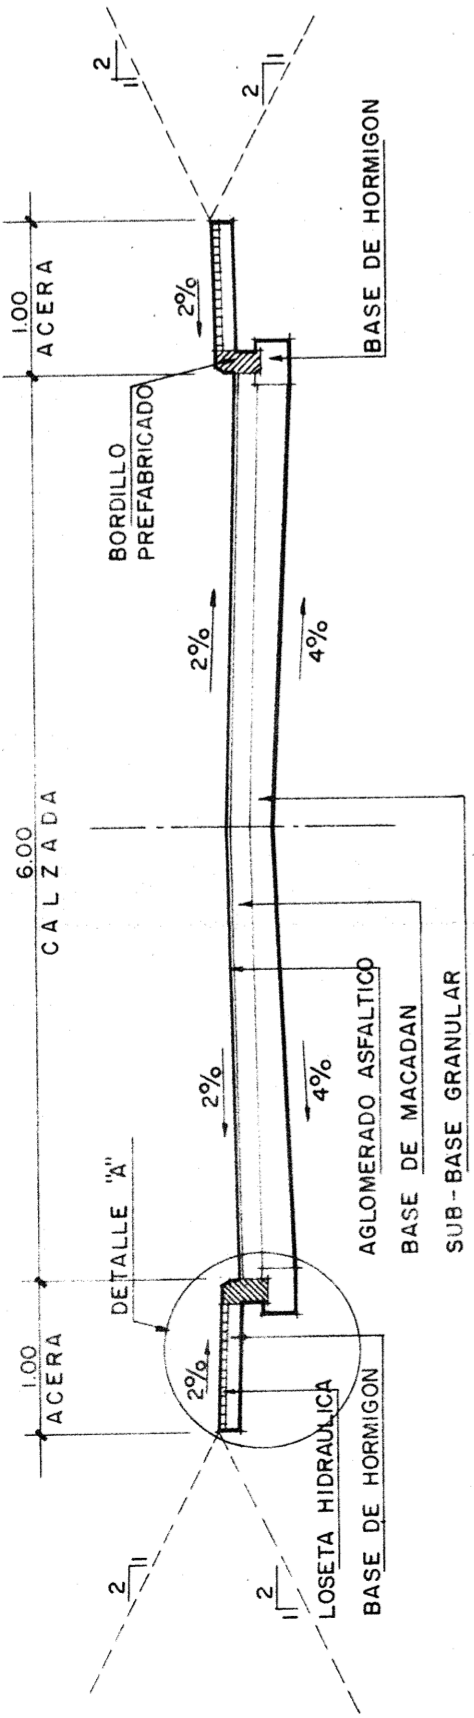 1.00
ACERA
6.00
CALZADA
1.00
ACERA
DETALLE "A"
BORDILLO
PREFABRICADO
2
1
2%
2%
2%
2%
2
1
4%
4%
2
1
2
1
LOSETA HIDRAULICA
BASE DE HORMIGON
AGLOMERADO ASFALTICO
BASE DE MACADAN
SUB-BASE GRANULAR
BASE DE HORMIGON